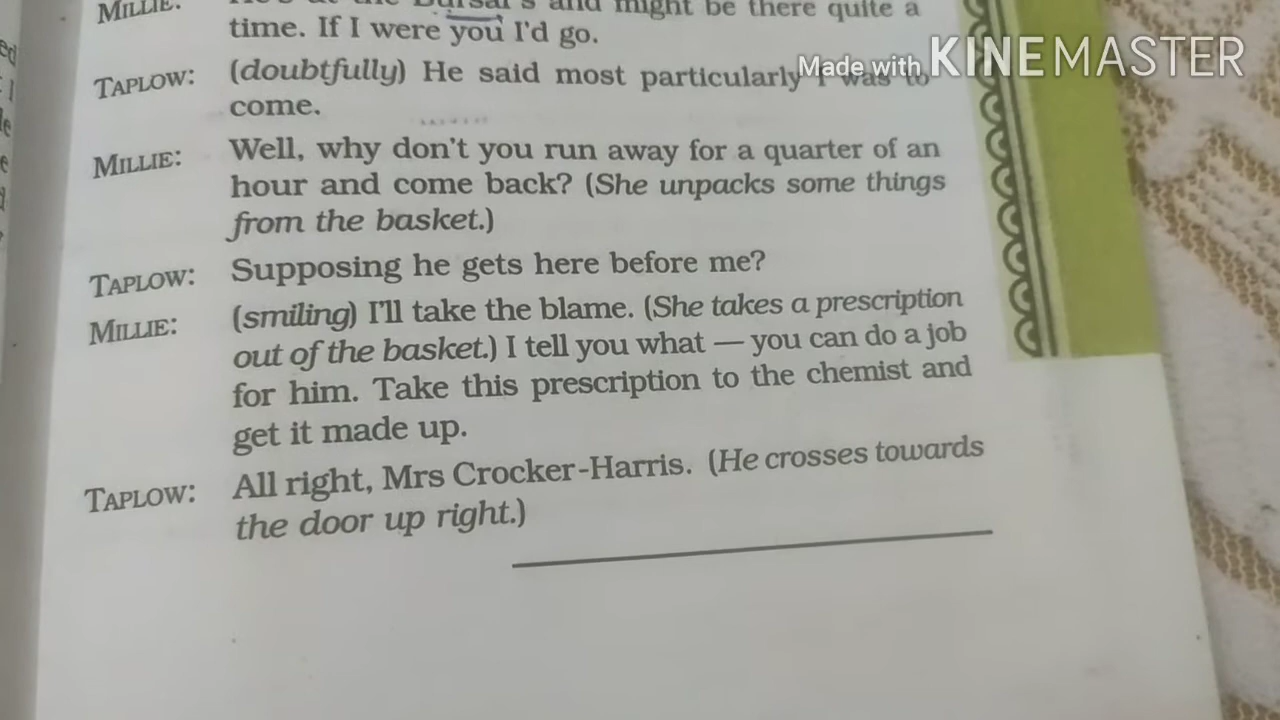 MILLIE: He's at the Bursar's and might be there quite a
time. If I were you I'd go.
TAPLOW: (doubtfully) He said most particularly I was to
come.
MILLIE: Well, why don't you run away for a quarter of an
hour and come back? (She unpacks some things
from the basket.)
TAPLOW: Supposing he gets here before me?
MILLIE: (smiling) I'll take the blame. (She takes a prescription
out of the basket.) I tell you what — you can do a job
for him. Take this prescription to the chemist and
get it made up.
TAPLOW: All right, Mrs Crocker-Harris. (He crosses towards
the door up right.)
Made with KINEMASTER